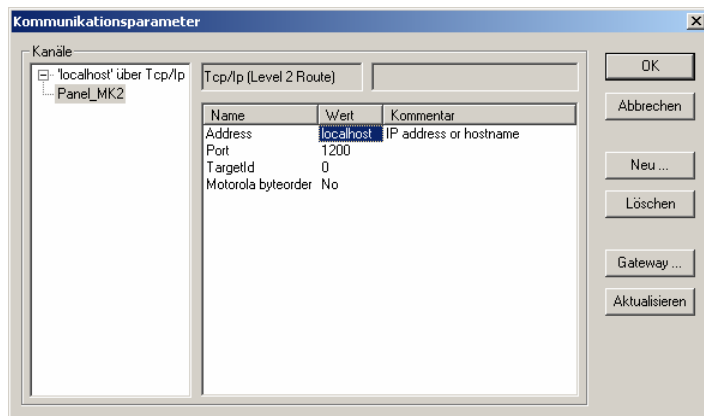 Kommunikationsparameter
Kanäle
'localhost' über Tcp/Ip
Panel_MK2
Tcp/Ip (Level 2 Route)
Name Wert Kommentar
Address localhost IP address or hostname
Port 1200
TargetId 0
Motorola byteorder No
OK
Abbrechen
Neu ...
Löschen
Gateway ...
Aktualisieren